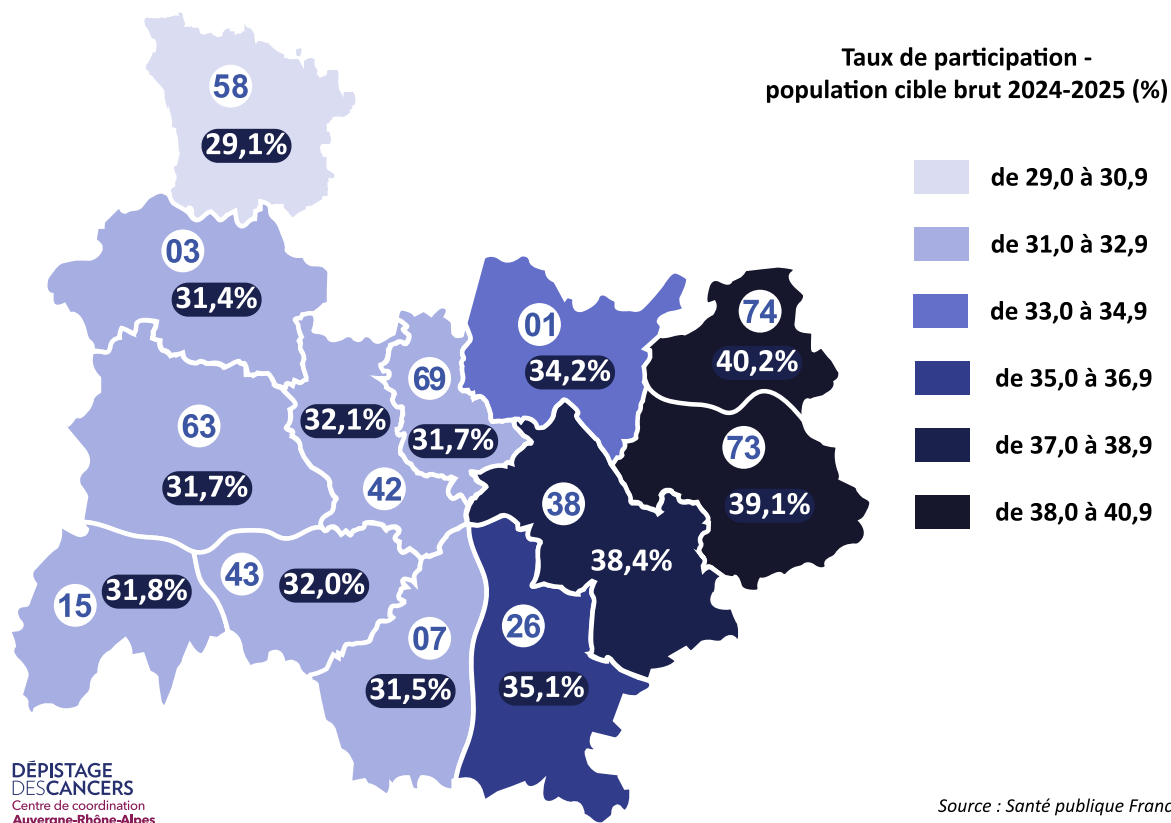 Taux de participation -
population cible brut 2024-2025 (%)
de 29,0 à 30,9
de 31,0 à 32,9
de 33,0 à 34,9
de 35,0 à 36,9
de 37,0 à 38,9
de 38,0 à 40,9
58
29,1%
03
31,4%
01
34,2%
74
40,2%
69
31,7%
63
31,7%
32,1%
42
73
39,1%
38
38,4%
15
31,8%
43
32,0%
07
31,5%
26
35,1%
DÉPISTAGE
DESCANCERS
Centre de coordination
Auvergne-Rhône-Alpes
Source : Santé publique Franc